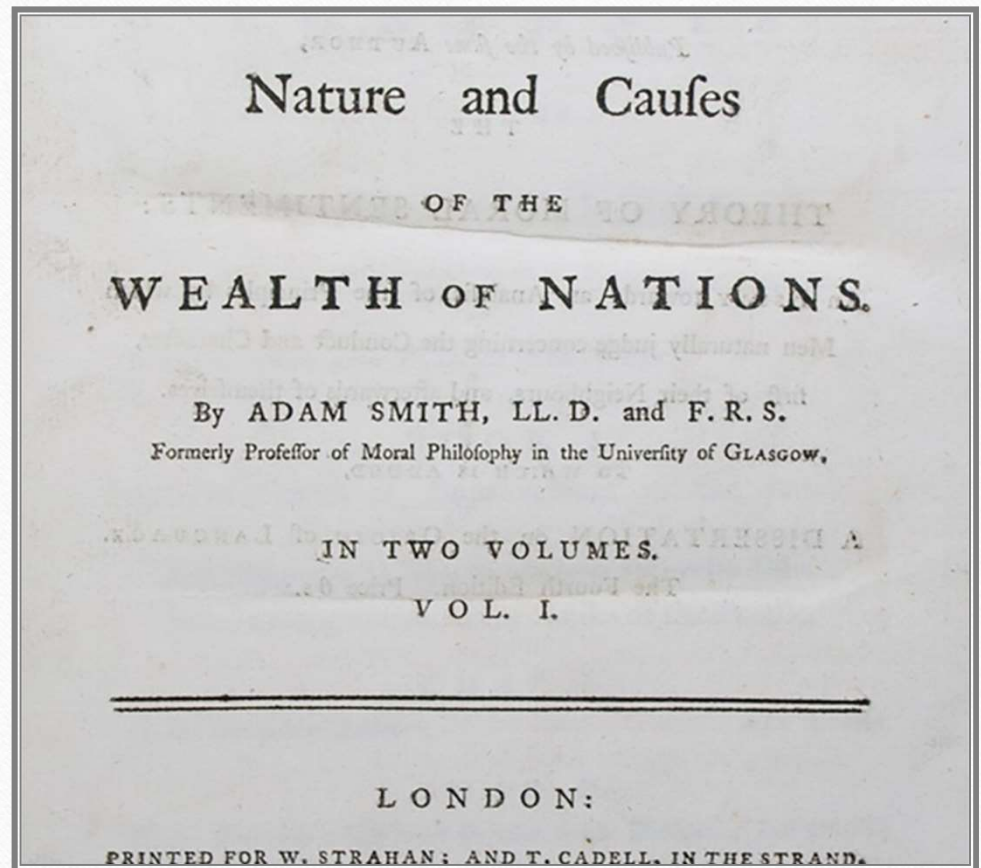 Nature and Cauſes
OF THE
WEALTH OF NATIONS.
By ADAM SMITH, LL. D. and F. R. S.
Formerly Profeſſor of Moral Philoſophy in the Univerſity of GLASGOW.
IN TWO VOLUMES.
VOL. I.
LONDON:
PRINTED FOR W. STRAHAN; AND T. CADELL, IN THE STRAND.